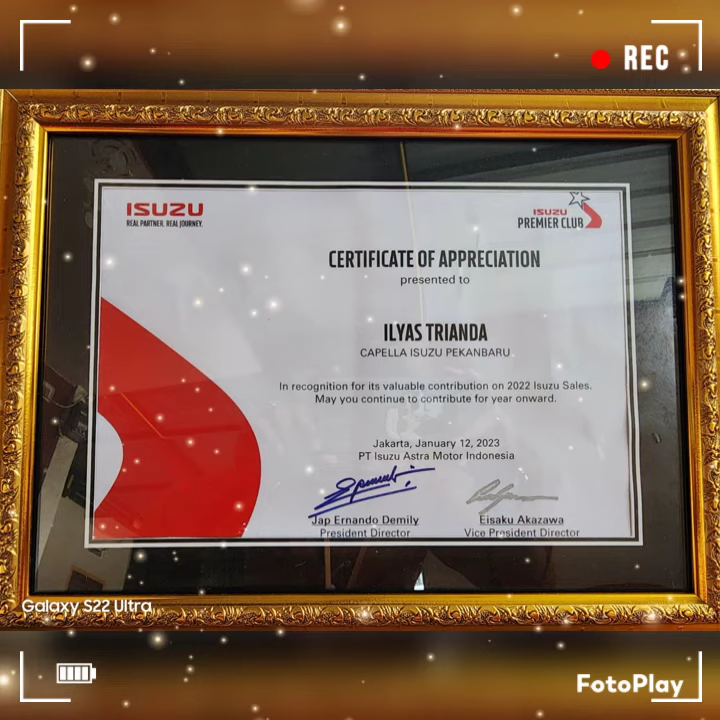 REC
ISUZU
REAL PARTNER. REAL JOURNEY.
ISUZU
PREMIER CLUB
CERTIFICATE OF APPRECIATION
presented to
ILYAS TRIANDA
CAPELLA ISUZU PEKANBARU
In recognition for its valuable contribution on 2022 Isuzu Sales.
May you continue to contribute for year onward.
Jakarta, January 12, 2023
PT Isuzu Astra Motor Indonesia
Jap Ernando Demily
President Director
Eisaku Akazawa
Vice President Director
Galaxy S22 Ultra
FotoPlay